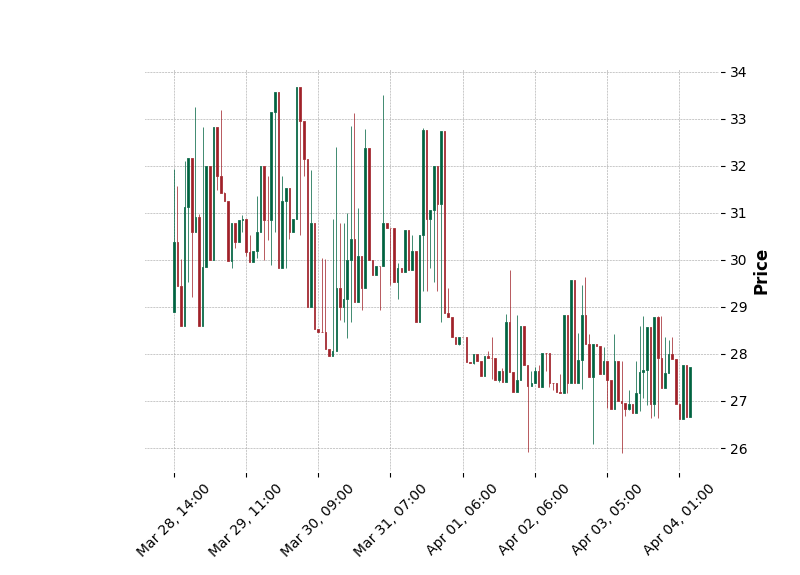 34
33
32
31
30
29
28
27
26
Price
Mar 28, 14:00
Mar 29, 11:00
Mar 30, 09:00
Mar 31, 07:00
Apr 01, 06:00
Apr 02, 06:00
Apr 03, 05:00
Apr 04, 01:00